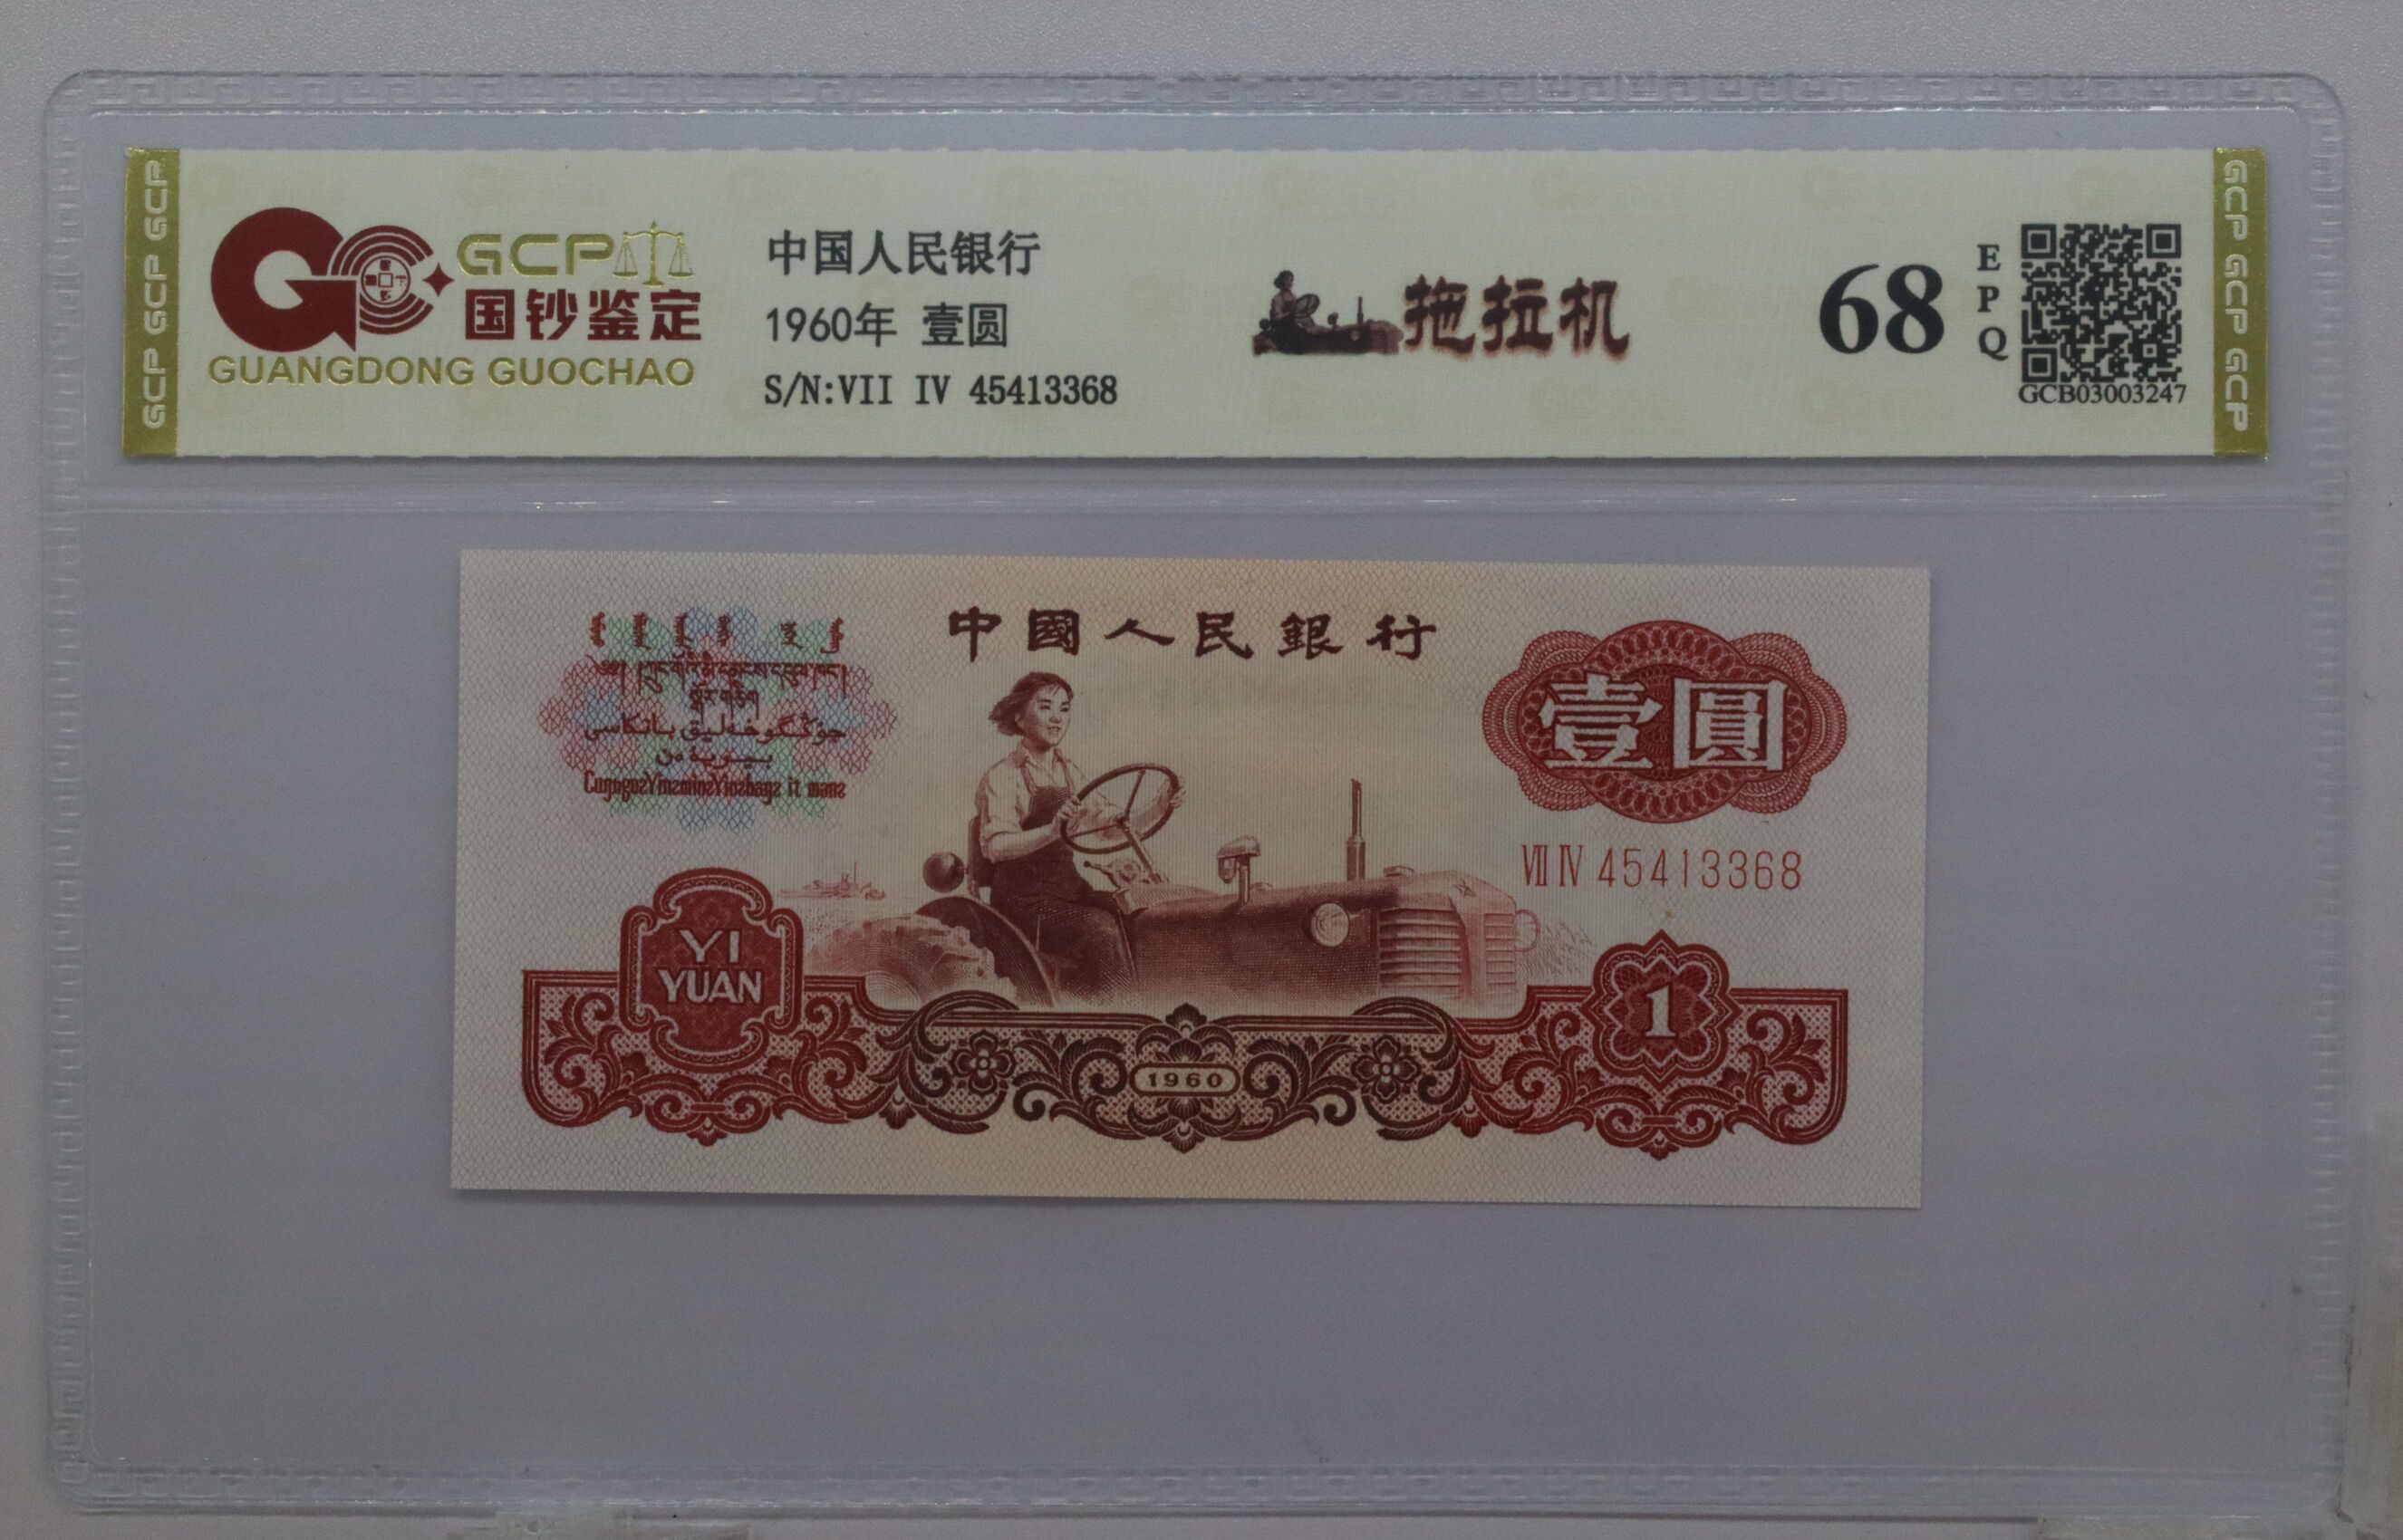 GCP GCP GCP
GCP
国钞鉴定
GUANGDONG GUOCHAO
中国人民银行
1960年 壹圆
S/N:VII IV 45413368
拖拉机
68
EPQ
GCB03003247
GCP GCP GCP
中國人民銀行
壹圓
VII IV 45413368
YI
YUAN
1
1960